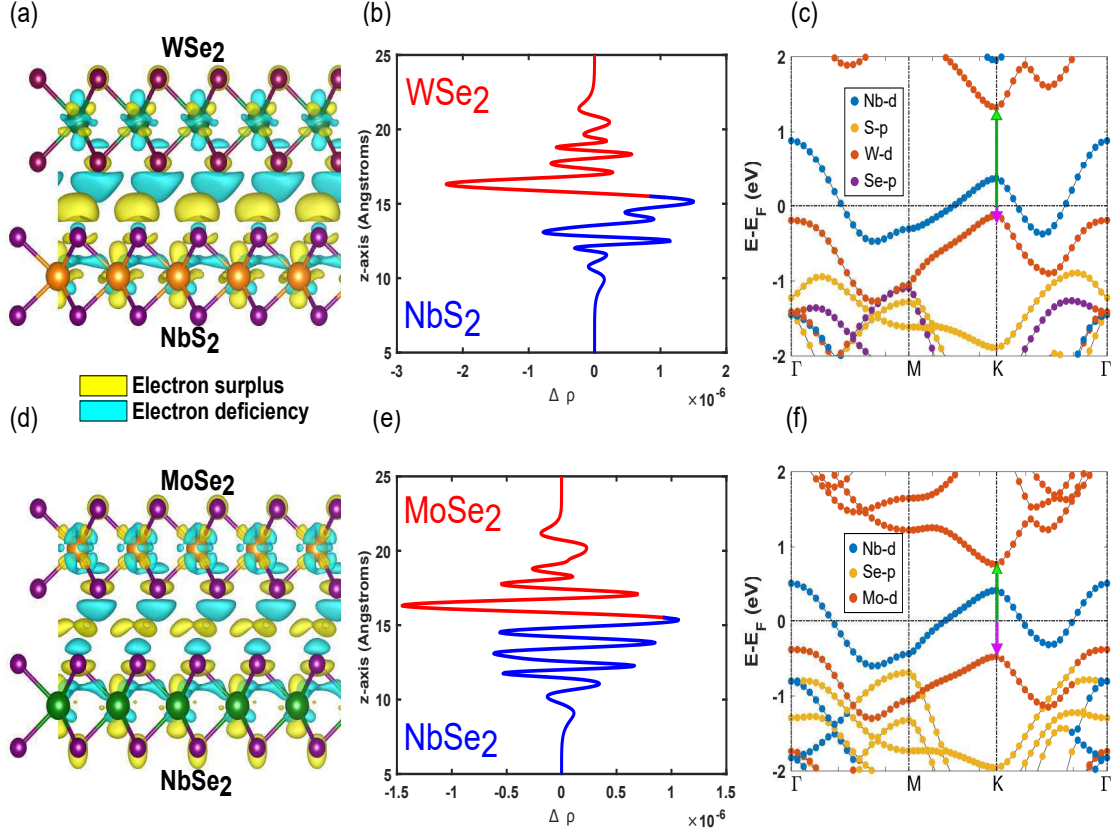 (a)
WSe2
NbS2
Electron surplus
Electron deficiency
(b)
25
20
15
10
5
z-axis (Angstroms)
WSe2
NbS2
-3 -2 -1 0 1 2
Δ ρ
×10-6
(c)
2
1
0
-1
-2
E-EF (eV)
Nb-d
S-p
W-d
Se-p
Γ M K Γ
(d)
MoSe2
NbSe2
(e)
25
20
15
10
5
z-axis (Angstroms)
MoSe2
NbSe2
-1.5 -1 -0.5 0 0.5 1 1.5
Δ ρ
×10-6
(f)
2
1
0
-1
-2
E-EF (eV)
Nb-d
Se-p
Mo-d
Γ M K Γ